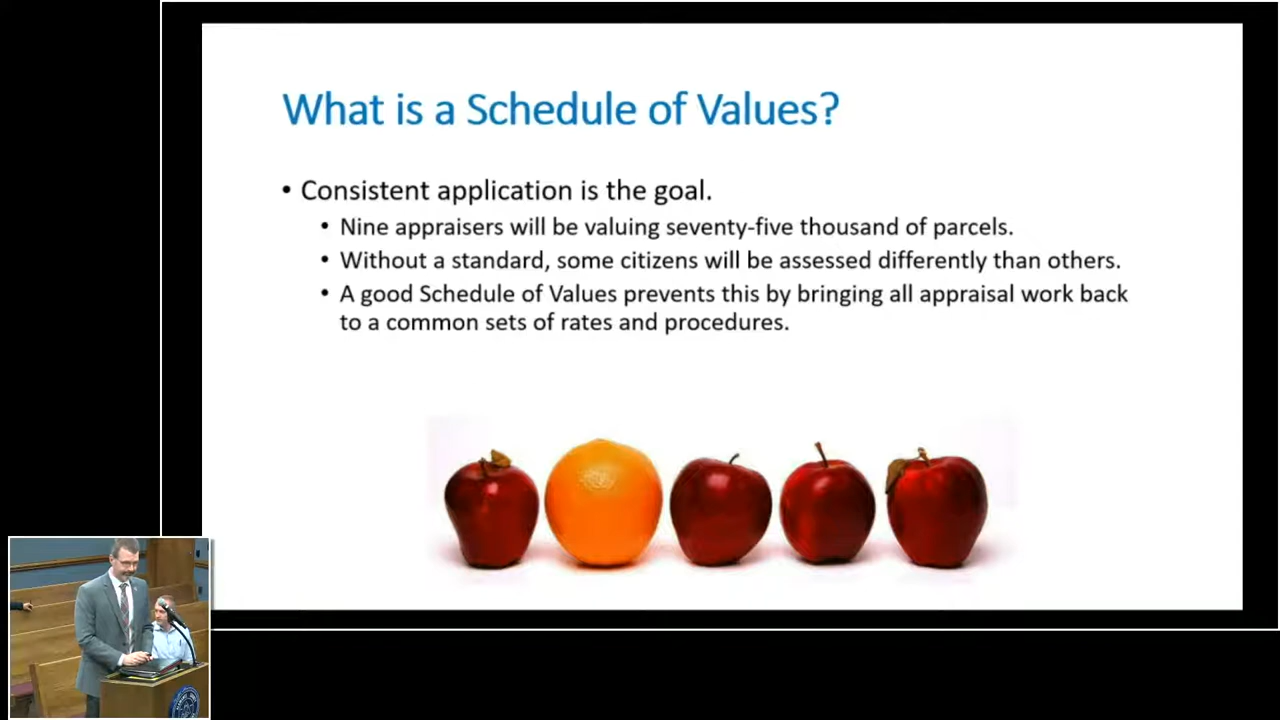 What is a Schedule of Values?
• Consistent application is the goal.
• Nine appraisers will be valuing seventy-five thousand of parcels.
• Without a standard, some citizens will be assessed differently than others.
• A good Schedule of Values prevents this by bringing all appraisal work back
to a common sets of rates and procedures.